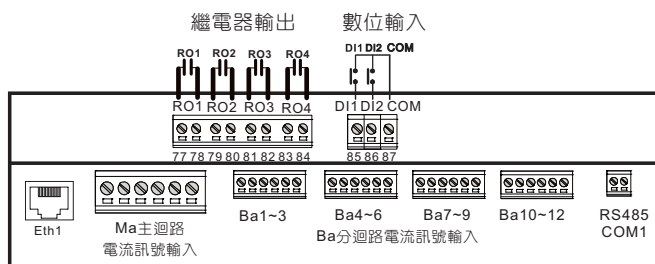 繼電器輸出 數位輸入
RO1 RO2 RO3 RO4 DI1 DI2 COM
RO1 RO2 RO3 RO4 DI1 DI2 COM
77 78 79 80 81 82 83 84 85 86 87
Eth1 Ma主迴路 Ba1~3 Ba4~6 Ba7~9 Ba10~12 RS485
電流訊號輸入 Ba分迴路電流訊號輸入 COM1